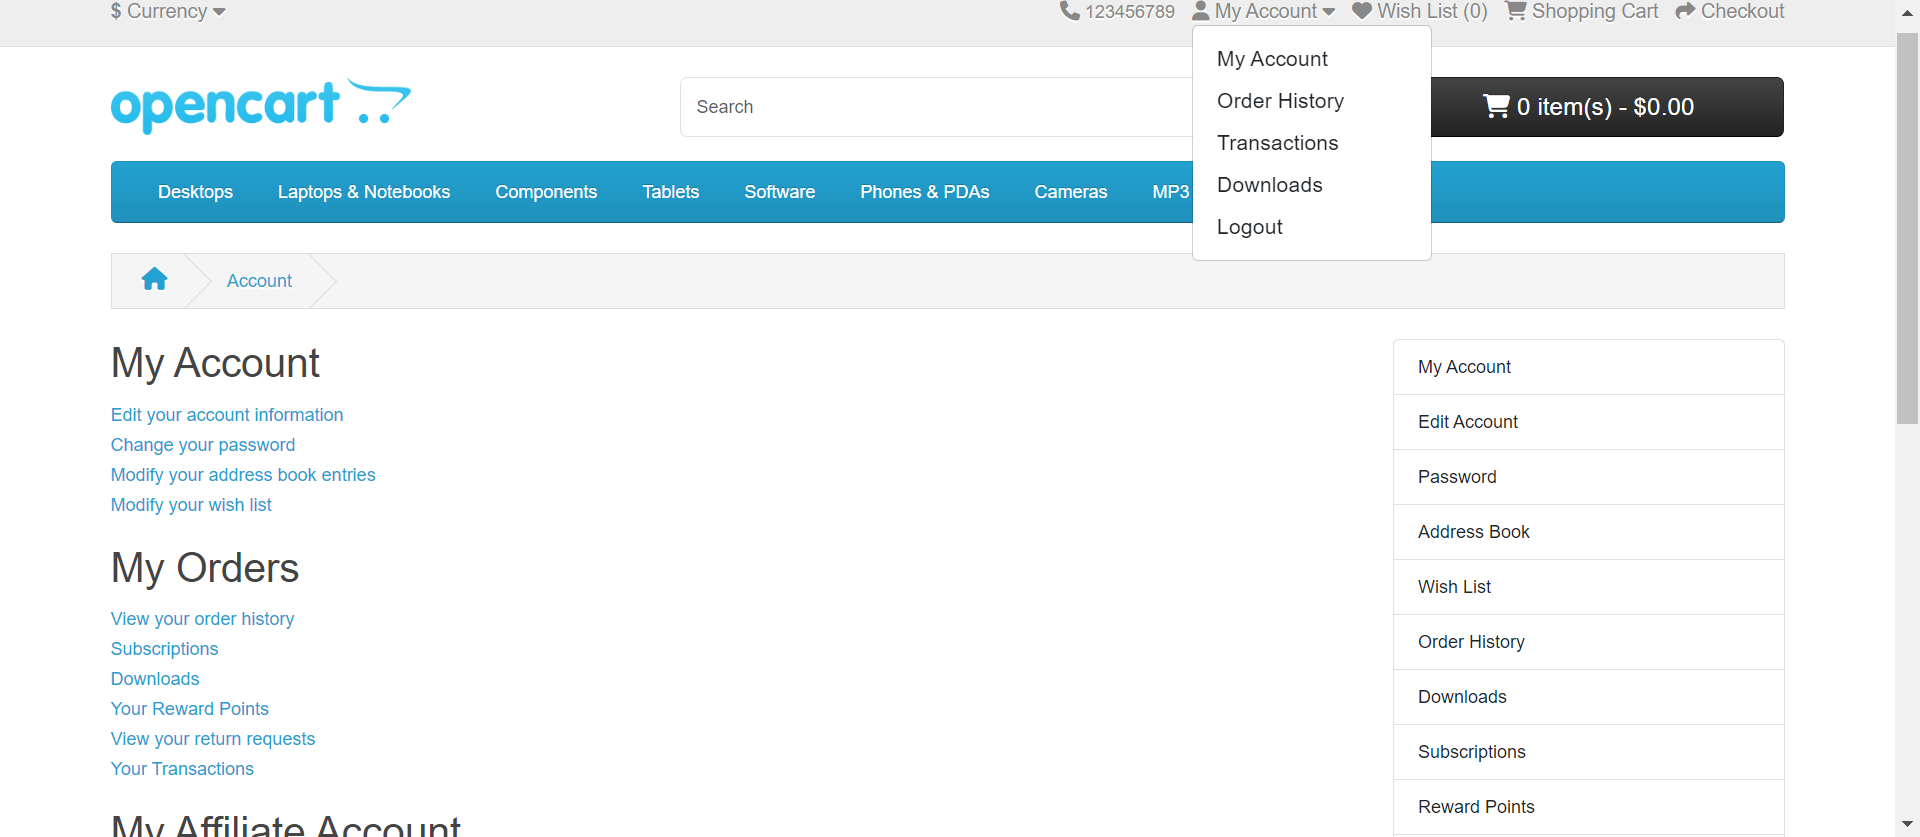 $ Currency
123456789
My Account
Wish List (0)
Shopping Cart
Checkout
My Account
Order History
Transactions
Downloads
Logout
opencart
Search
0 item(s) - $0.00
Desktops
Laptops & Notebooks
Components
Tablets
Software
Phones & PDAs
Cameras
MP3
Account
My Account
Edit your account information
Change your password
Modify your address book entries
Modify your wish list
My Orders
View your order history
Subscriptions
Downloads
Your Reward Points
View your return requests
Your Transactions
My Affiliate Account
My Account
Edit Account
Password
Address Book
Wish List
Order History
Downloads
Subscriptions
Reward Points